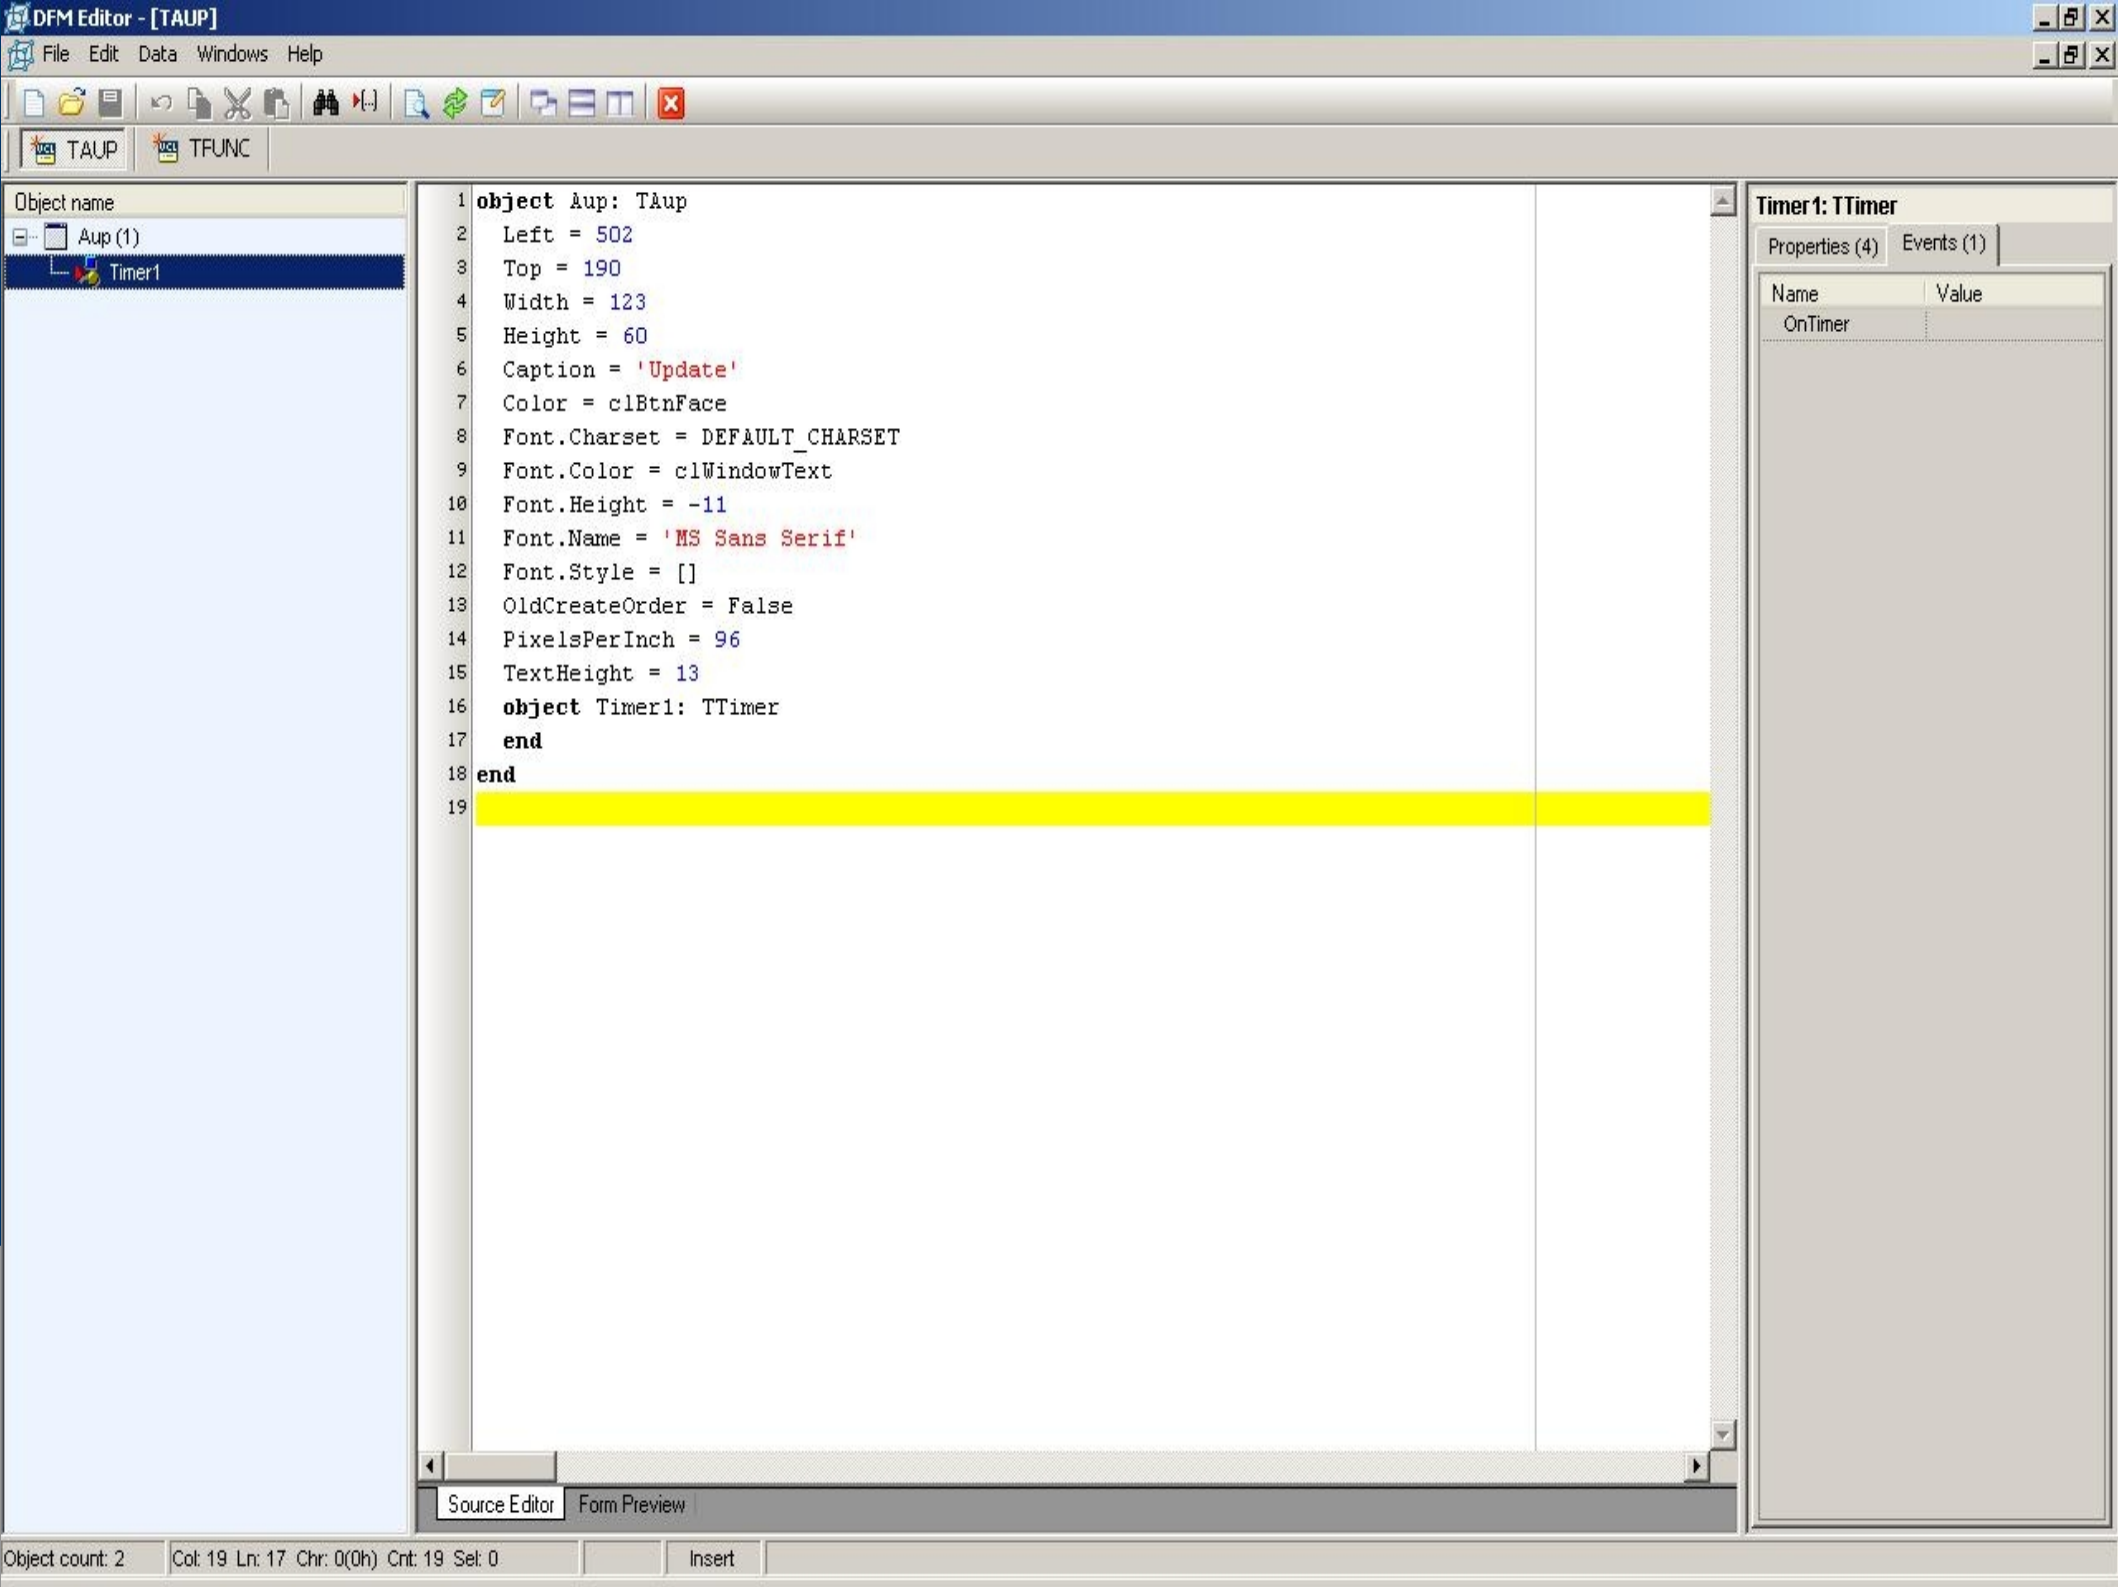 DFM Editor - [TAUP]
File Edit Data Windows Help
TAUP TFUNC
Object name
Aup (1)
Timer1
1 object Aup: TAup
2 Left = 502
3 Top = 190
4 Width = 123
5 Height = 60
6 Caption = 'Update'
7 Color = clBtnFace
8 Font.Charset = DEFAULT_CHARSET
9 Font.Color = clWindowText
10 Font.Height = -11
11 Font.Name = 'MS Sans Serif'
12 Font.Style = []
13 OldCreateOrder = False
14 PixelsPerInch = 96
15 TextHeight = 13
16 object Timer1: TTimer
17 end
18 end
19
Timer1: TTimer
Properties (4) Events (1)
Name Value
OnTimer
Source Editor Form Preview
Object count: 2 Col: 19 Ln: 17 Chr: 0(0h) Cnt: 19 Sel: 0 Insert